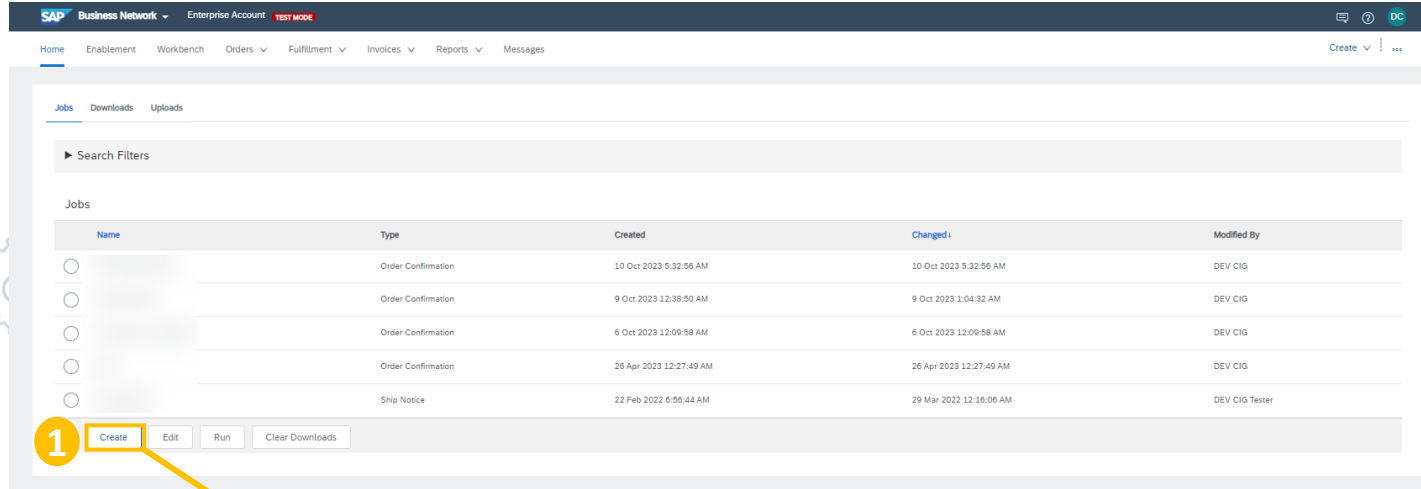 SAP Business Network Enterprise Account TEST MODE DC
Home Enablement Workbench Orders Fulfillment Invoices Reports Messages Create
Jobs Downloads Uploads
Search Filters
Jobs
Name Type Created Changed↓ Modified By
Order Confirmation 10 Oct 2023 5:32:56 AM 10 Oct 2023 5:32:56 AM DEV CIG
Order Confirmation 9 Oct 2023 12:38:50 AM 9 Oct 2023 1:04:32 AM DEV CIG
Order Confirmation 6 Oct 2023 12:09:58 AM 6 Oct 2023 12:09:58 AM DEV CIG
Order Confirmation 26 Apr 2023 12:27:49 AM 26 Apr 2023 12:27:49 AM DEV CIG
Ship Notice 22 Feb 2022 6:56:44 AM 29 Mar 2022 12:16:06 AM DEV CIG Tester
1 Create Edit Run Clear Downloads